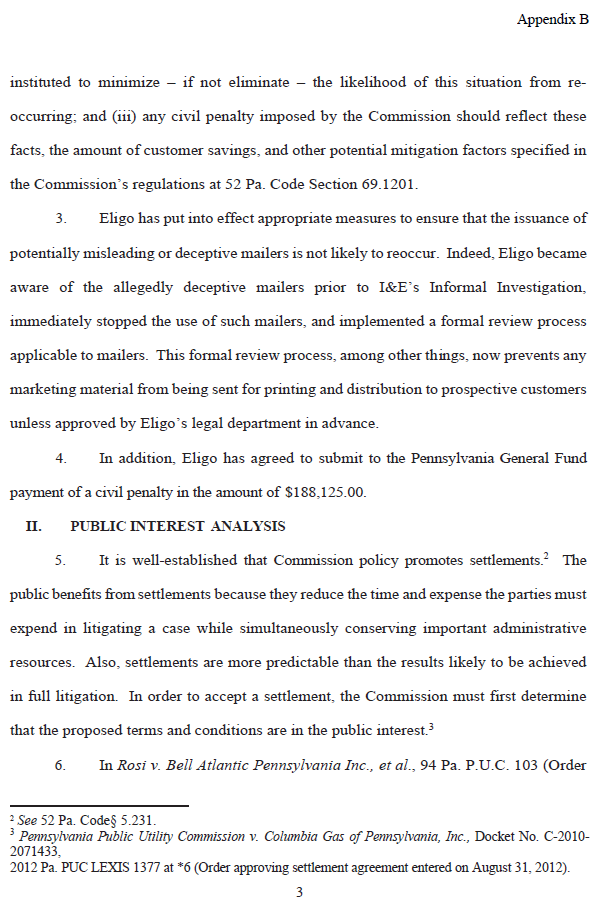 Appendix B
instituted to minimize – if not eliminate – the likelihood of this situation from re-
occurring; and (iii) any civil penalty imposed by the Commission should reflect these
facts, the amount of customer savings, and other potential mitigation factors specified in
the Commission's regulations at 52 Pa. Code Section 69.1201.
3. Eligo has put into effect appropriate measures to ensure that the issuance of
potentially misleading or deceptive mailers is not likely to reoccur. Indeed, Eligo became
aware of the allegedly deceptive mailers prior to I&E's Informal Investigation,
immediately stopped the use of such mailers, and implemented a formal review process
applicable to mailers. This formal review process, among other things, now prevents any
marketing material from being sent for printing and distribution to prospective customers
unless approved by Eligo's legal department in advance.
4. In addition, Eligo has agreed to submit to the Pennsylvania General Fund
payment of a civil penalty in the amount of $188,125.00.
II. PUBLIC INTEREST ANALYSIS
5. It is well-established that Commission policy promotes settlements.2 The
public benefits from settlements because they reduce the time and expense the parties must
expend in litigating a case while simultaneously conserving important administrative
resources. Also, settlements are more predictable than the results likely to be achieved
in full litigation. In order to accept a settlement, the Commission must first determine
that the proposed terms and conditions are in the public interest.3
6. In Rosi v. Bell Atlantic Pennsylvania Inc., et al., 94 Pa. P.U.C. 103 (Order
2 See 52 Pa. Code§ 5.231.
3 Pennsylvania Public Utility Commission v. Columbia Gas of Pennsylvania, Inc., Docket No. C-2010-
2071433,
2012 Pa. PUC LEXIS 1377 at *6 (Order approving settlement agreement entered on August 31, 2012).
3